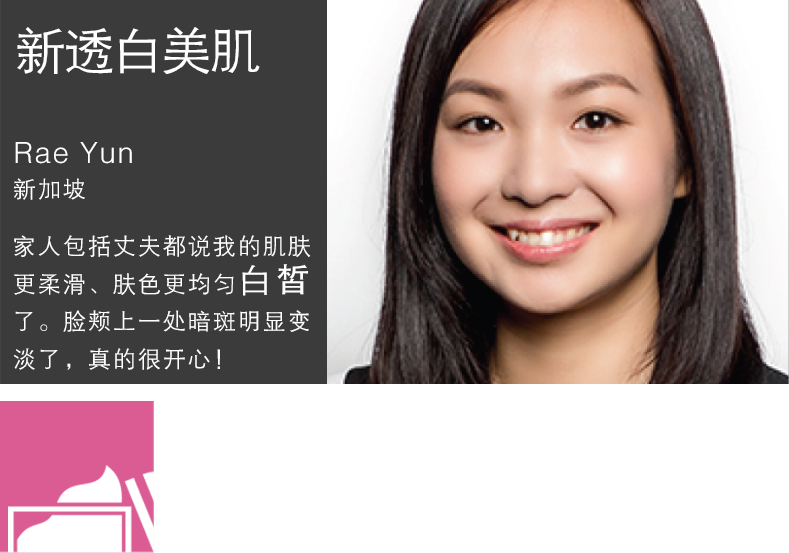 新透白美肌
Rae Yun
新加坡
家人包括丈夫都说我的肌肤
更柔滑、肤色更均匀白皙
了。脸颊上一处暗斑明显变
淡了，真的很开心！